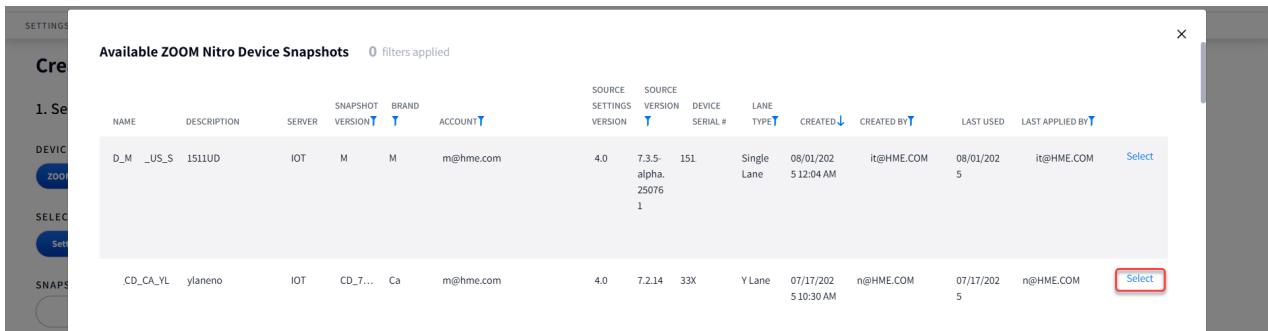 SETTINGS
Available ZOOM Nitro Device Snapshots 0 filters applied
Cre
1. Se
SOURCE SOURCE
SNAPSHOT BRAND SETTINGS VERSION DEVICE LANE
NAME DESCRIPTION SERVER VERSION ACCOUNT VERSION SERIAL # TYPE CREATED CREATED BY LAST USED LAST APPLIED BY
DEVIC
D_M _US_S 1511UD IOT M M m@hme.com 4.0 7.3.5- 151 Single 08/01/202 it@HME.COM 08/01/202 it@HME.COM Select
alpha. Lane 5 12:04 AM 5
ZOO
25076
1
SELEC
Sett
_CD_CA_YL ylaneno IOT CD_7... Ca m@hme.com 4.0 7.2.14 33X Y Lane 07/17/202 n@HME.COM 07/17/202 n@HME.COM Select
5 10:30 AM 5
SNAPS